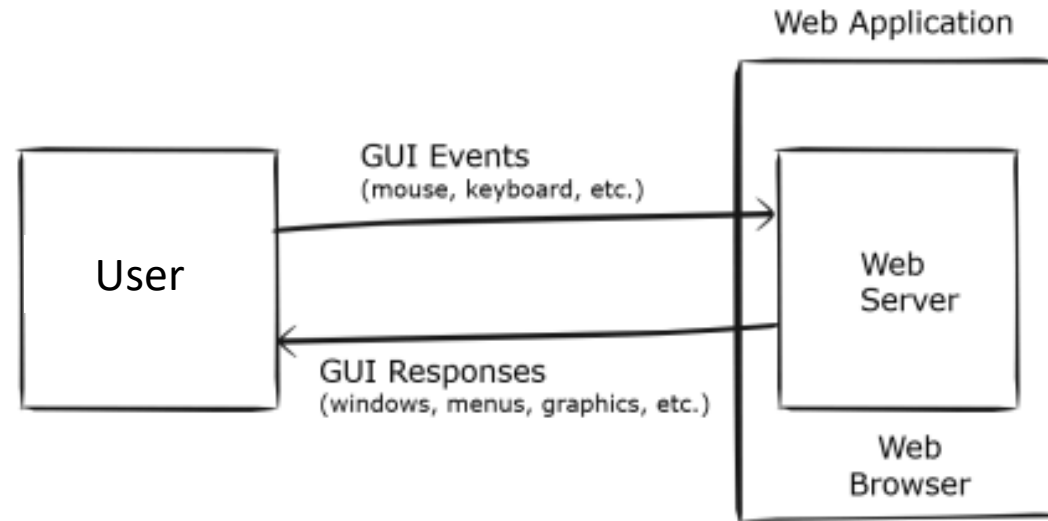 Web Application
GUI Events
(mouse, keyboard, etc.)
User
Web
Server
GUI Responses
(windows, menus, graphics, etc.)
Web
Browser